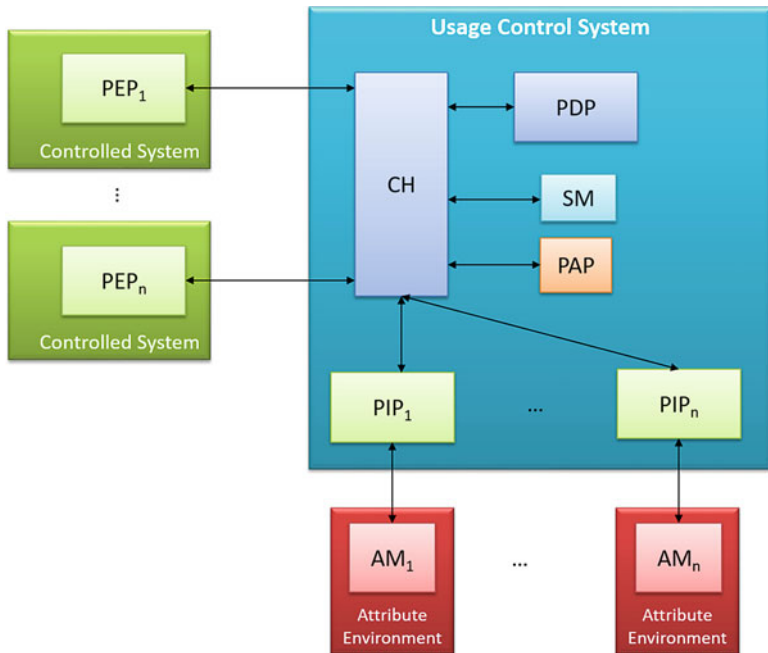 Usage Control System
PEP₁
Controlled System
⋮
PEPₙ
Controlled System
CH
PDP
SM
PAP
PIP₁
...
PIPₙ
AM₁
Attribute
Environment
...
AMₙ
Attribute
Environment